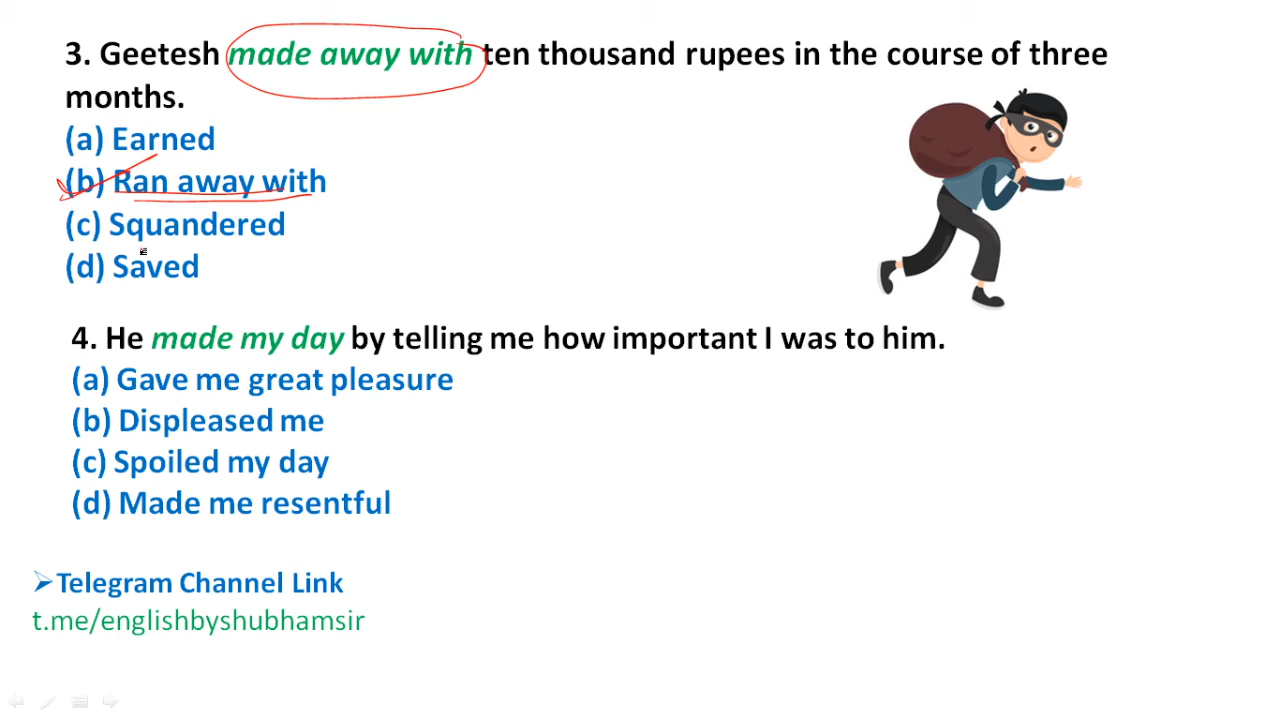 3. Geetesh made away with ten thousand rupees in the course of three
months.
(a) Earned
(b) Ran away with
(c) Squandered
(d) Saved
4. He made my day by telling me how important I was to him.
(a) Gave me great pleasure
(b) Displeased me
(c) Spoiled my day
(d) Made me resentful
➢Telegram Channel Link
t.me/englishbyshubhamsir